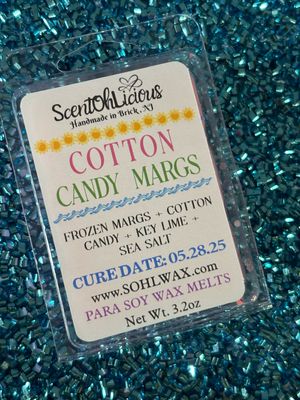 ScentOhLicious
Handmade in Brick, NJ
COTTON
CANDY MARGS
FROZEN MARGS + COTTON
CANDY + KEY LIME +
SEA SALT
CURE DATE: 05.28.25
www.SOHLWAX.com
PARA SOY WAX MELTS
Net Wt. 3.2oz